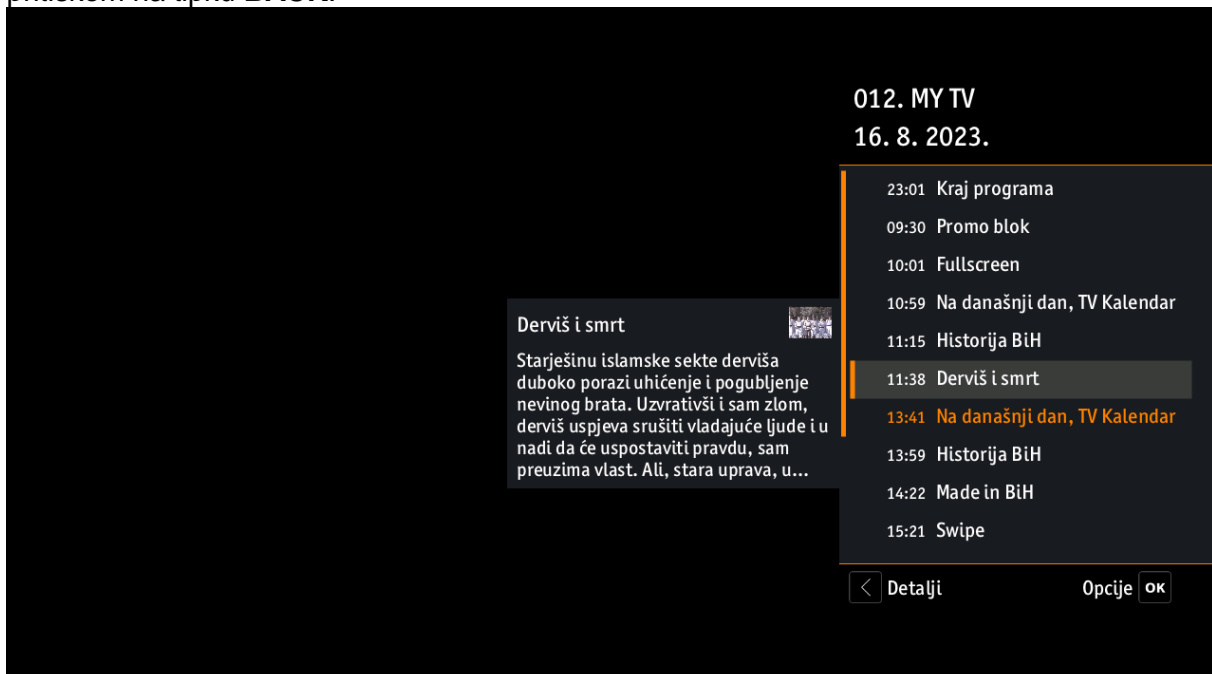 pritiskom na tipku BACK.
012. MY TV
16. 8. 2023.
23:01 Kraj programa
09:30 Promo blok
10:01 Fullscreen
10:59 Na današnji dan, TV Kalendar
11:15 Historija BiH
11:38 Derviš i smrt
13:41 Na današnji dan, TV Kalendar
13:59 Historija BiH
14:22 Made in BiH
15:21 Swipe
Derviš i smrt
Starješinu islamske sekte derviša
duboko porazi uhićenje i pogubljenje
nevinog brata. Uzvrativši i sam zlom,
derviš uspjeva srušiti vladajuće ljude i u
nadi da će uspostaviti pravdu, sam
preuzima vlast. Ali, stara uprava, u...
Detalji
Opcije OK